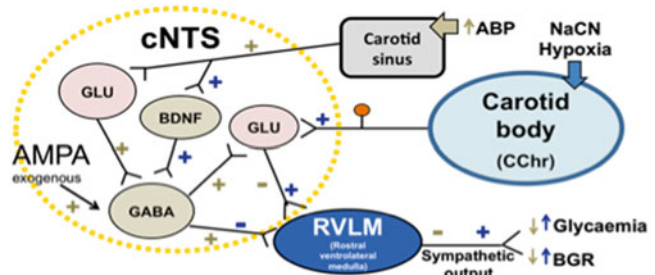 cNTS
+
Carotid
sinus
↑ABP
NaCN
Hypoxia
GLU
+
BDNF
GLU
+
Carotid
body
(CChr)
AMPA
exogenous
+
+
+
+
- +
GABA
+ -
RVLM
(Rostral
ventrolateral
medulla)
- +
Sympathetic
output
↓↑Glycaemia
↓↑BGR